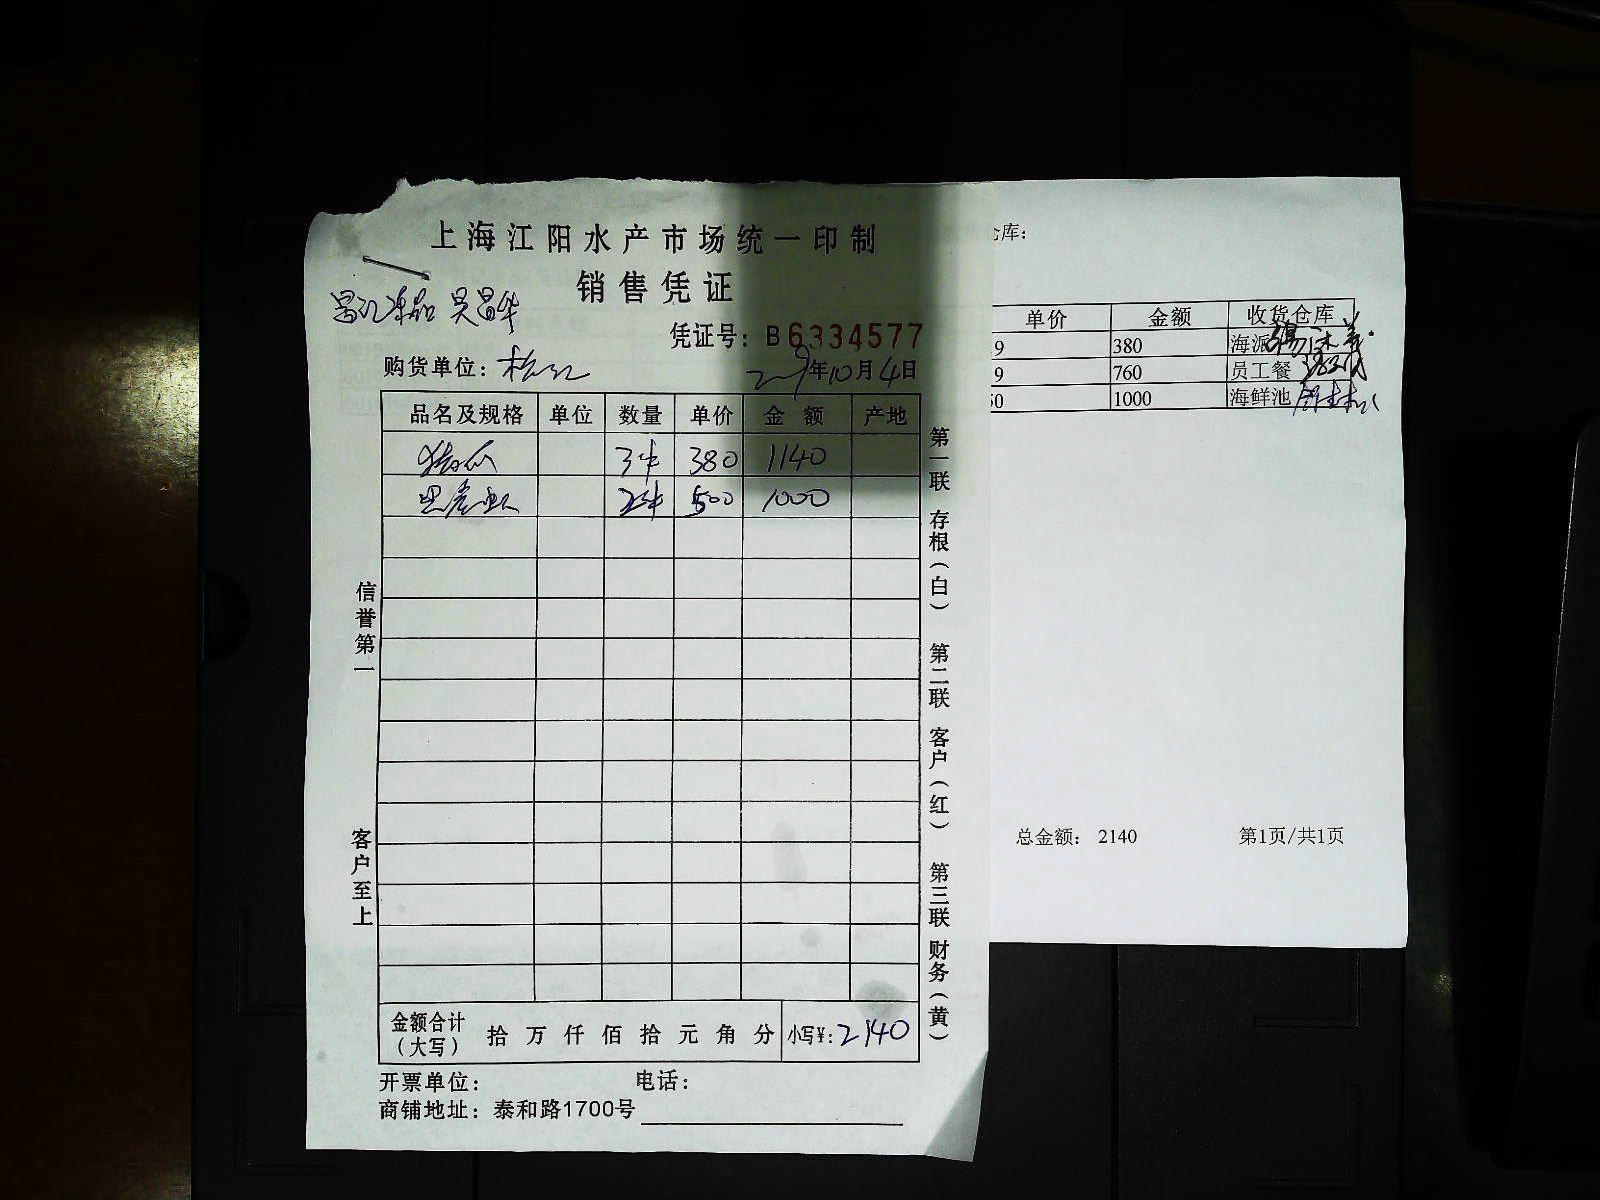 上海江阳水产市场统一印制
销售凭证
凭证号：B6334577
购货单位：
年10月4日
品名及规格 单位 数量 单价 金额 产地
3件 380 1140
2件 500 1000
信誉第一
客户至上
第一联 存根（白） 第二联 客户（红） 第三联 财务（黄）
金额合计（大写） 拾 万 仟 佰 拾 元 角 分 小写¥：2140
开票单位： 电话：
商铺地址：泰和路1700号
库：
单价 金额 收货仓库
9 380 海派
9 760 员工餐
0 1000 海鲜池
总金额： 2140 第1页/共1页